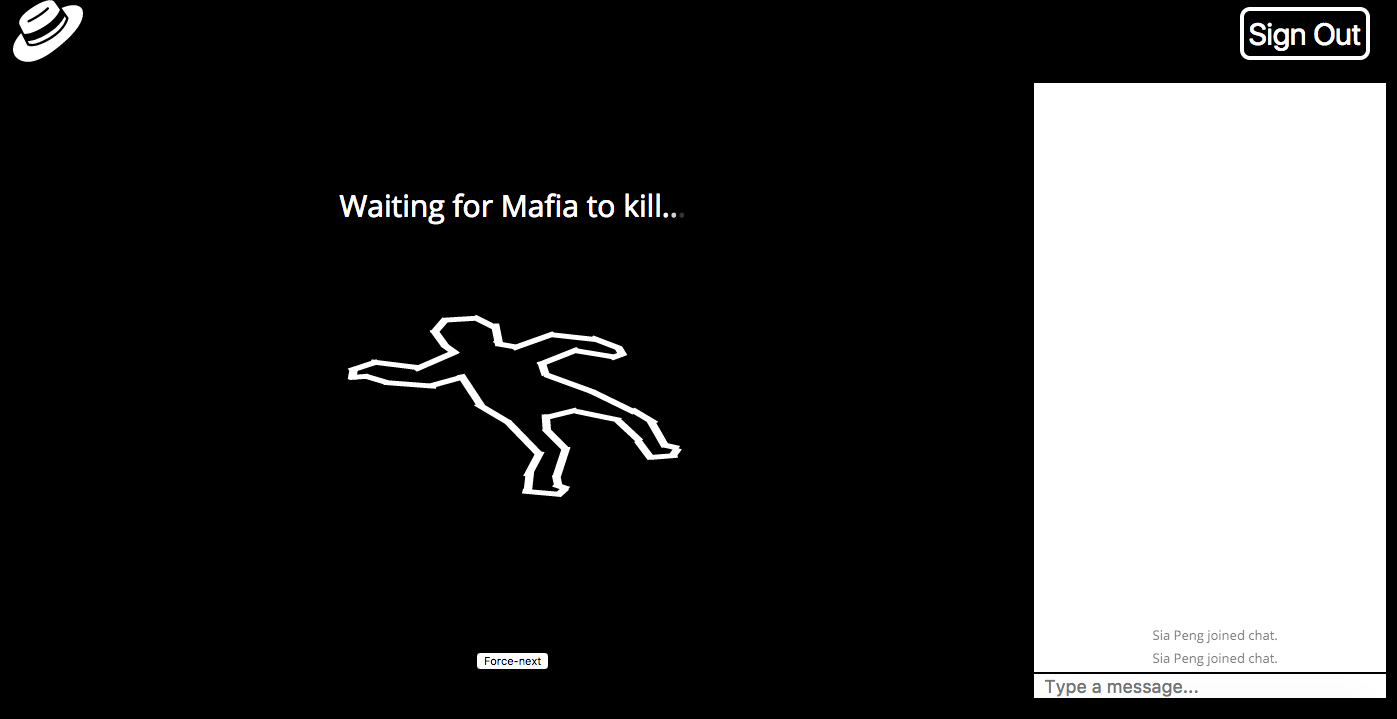 Sign Out
Waiting for Mafia to kill...
Force-next
Sia Peng joined chat.
Sia Peng joined chat.
Type a message...